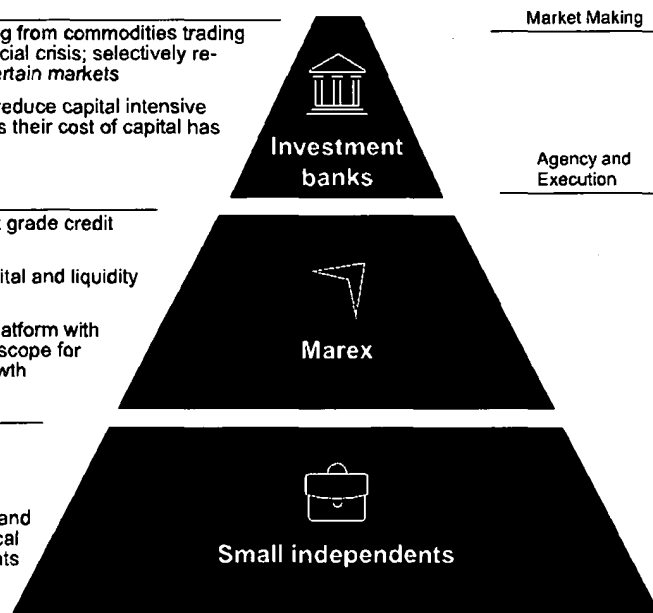 g from commodities trading
cial crisis; selectively re-
ertain markets
reduce capital intensive
s their cost of capital has
grade credit
ital and liquidity
latform with
scope for
wth
and
cal
ts
Investment
banks
Marex
Small independents
Market Making
Agency and
Execution